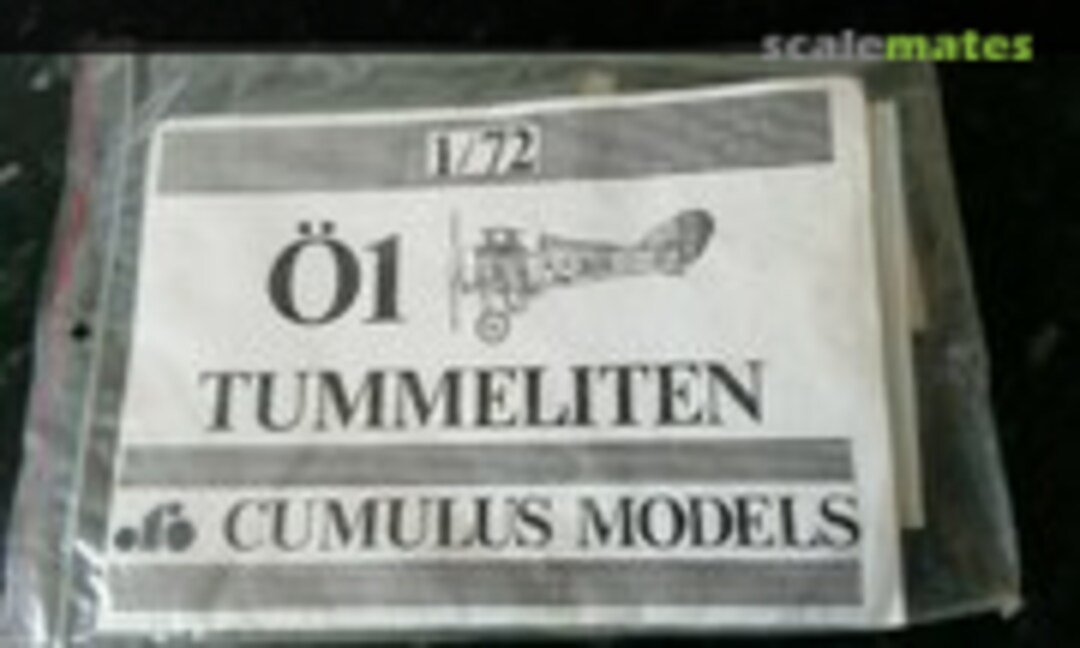 scalemates
1/72
Ö1
TUMMELITEN
CUMULUS MODELS